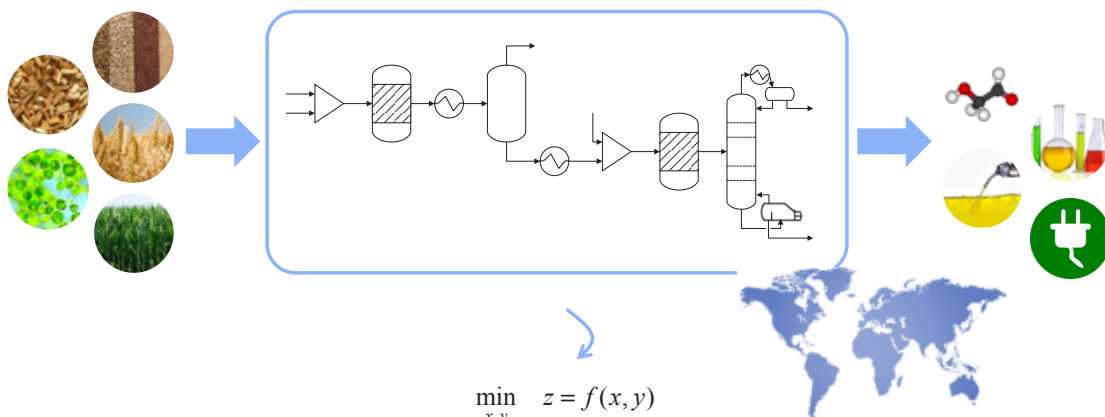 min z = f(x, y)
x, y